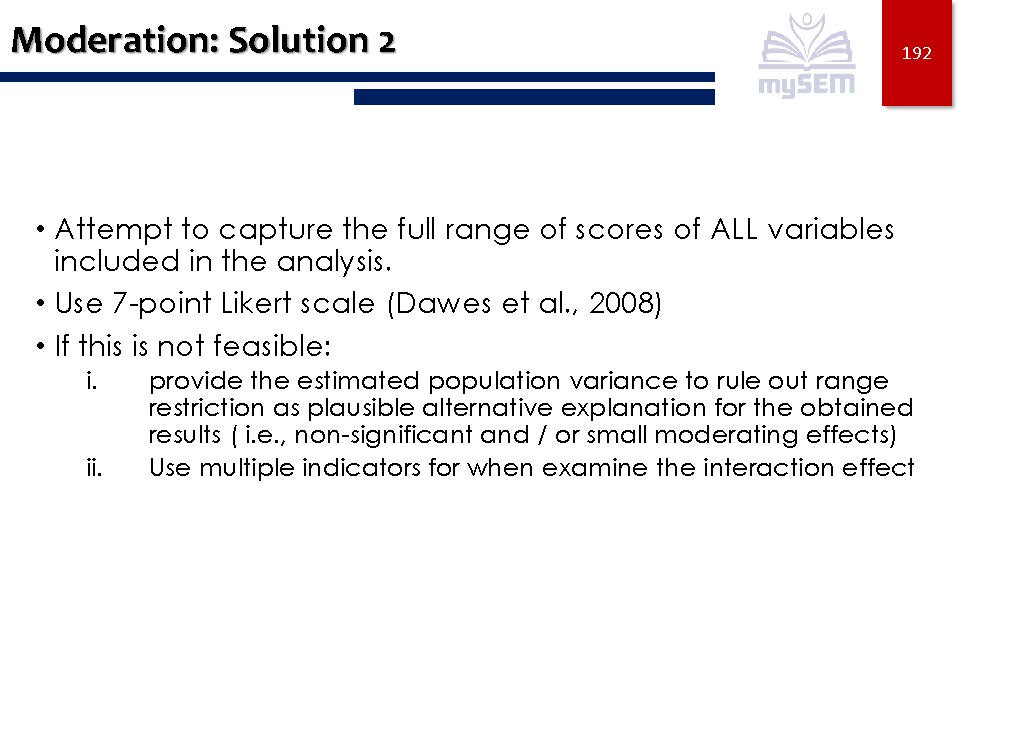 Moderation: Solution 2
mySEM
192
• Attempt to capture the full range of scores of ALL variables
included in the analysis.
• Use 7-point Likert scale (Dawes et al., 2008)
• If this is not feasible:
i. provide the estimated population variance to rule out range
restriction as plausible alternative explanation for the obtained
results ( i.e., non-significant and / or small moderating effects)
ii. Use multiple indicators for when examine the interaction effect